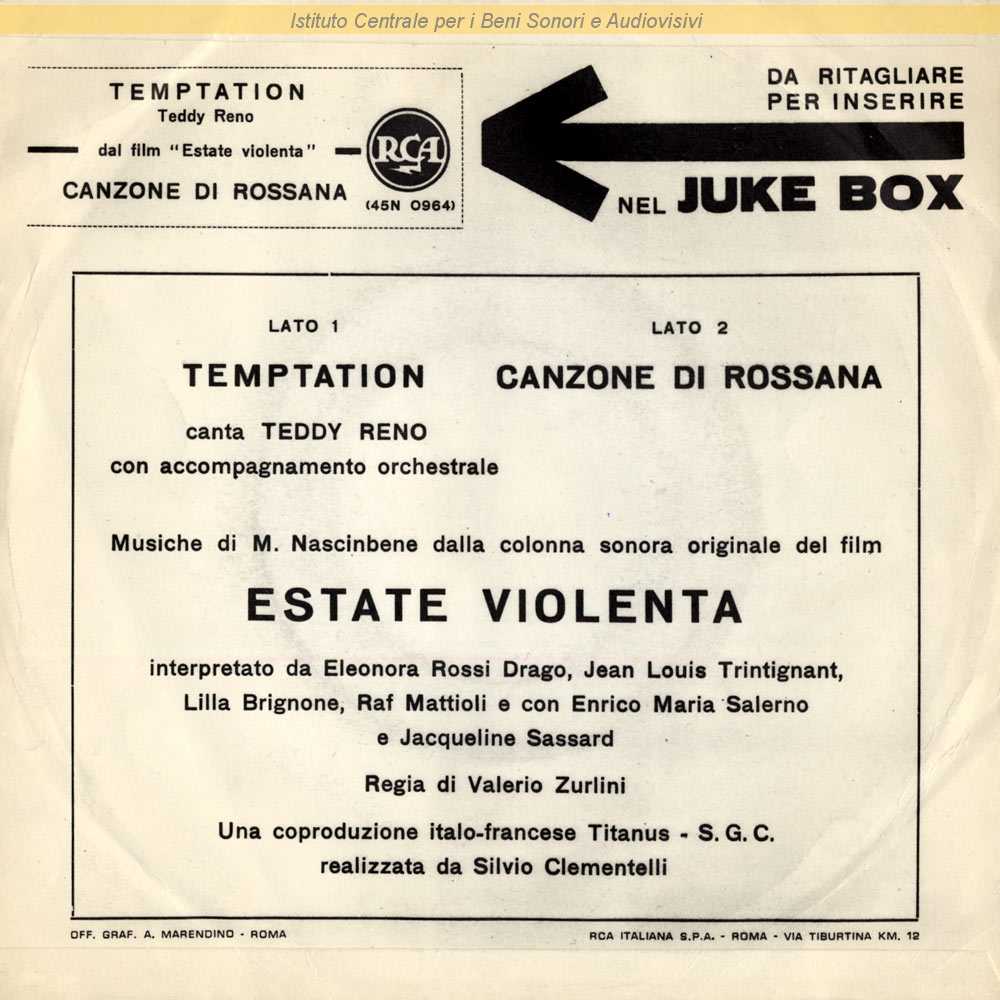 Istituto Centrale per i Beni Sonori e Audiovisivi
TEMPTATION
Teddy Reno
dal film "Estate violenta"
CANZONE DI ROSSANA
RCA
(45N 0964)
DA RITAGLIARE
PER INSERIRE
NEL JUKE BOX
LATO 1
TEMPTATION
canta TEDDY RENO
con accompagnamento orchestrale
LATO 2
CANZONE DI ROSSANA
Musiche di M. Nascinbene dalla colonna sonora originale del film
ESTATE VIOLENTA
interpretato da Eleonora Rossi Drago, Jean Louis Trintignant,
Lilla Brignone, Raf Mattioli e con Enrico Maria Salerno
e Jacqueline Sassard
Regia di Valerio Zurlini
Una coproduzione italo-francese Titanus - S.G.C.
realizzata da Silvio Clementelli
OFF. GRAF. A. MARENDINO - ROMA
RCA ITALIANA S.P.A. - ROMA - VIA TIBURTINA KM. 12